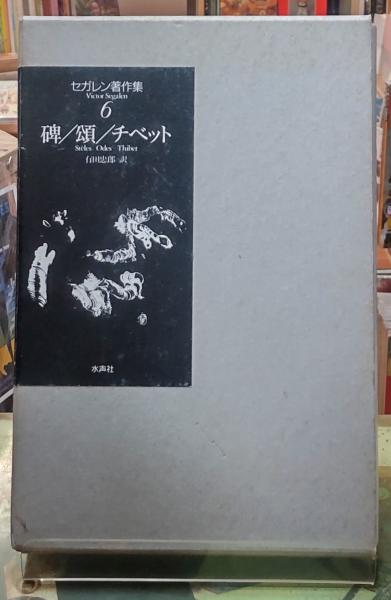 セガレン著作集
Victor Segalen
6
碑／頌／チベット
Stèles Odes Thibet
有田忠郎 訳
水声社